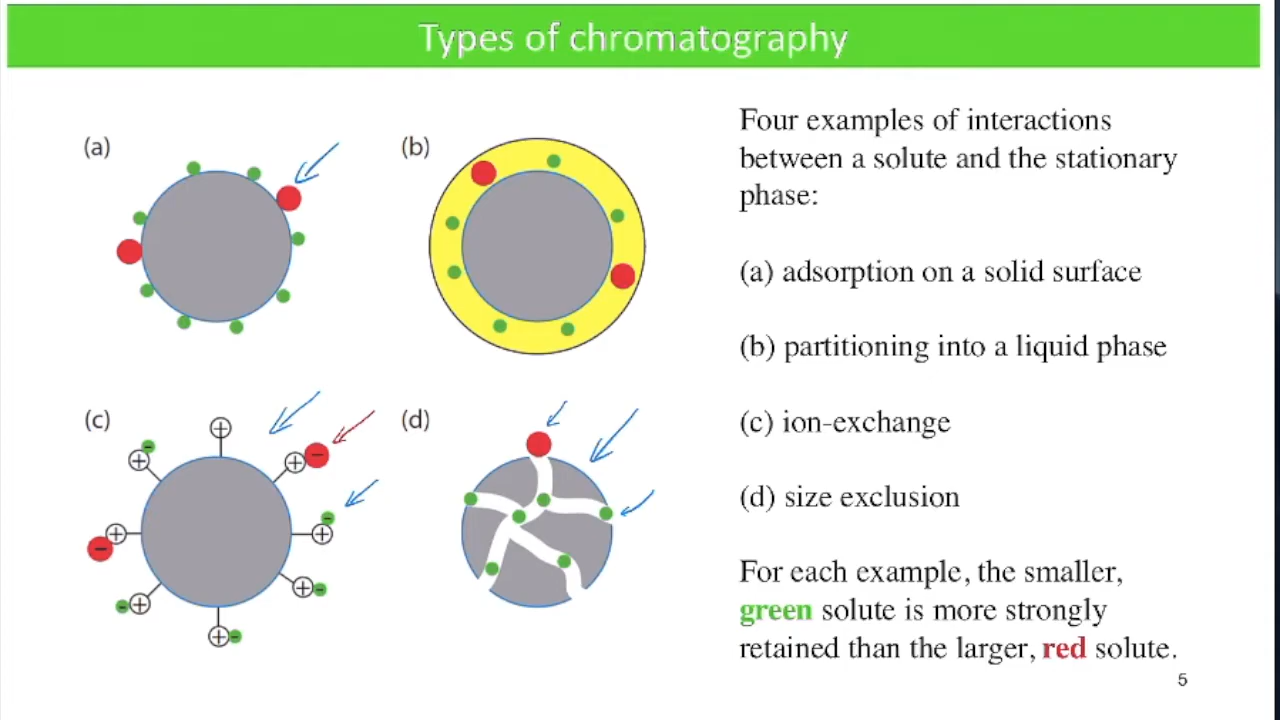 Types of chromatography
(a)
(b)
(c)
(d)
Four examples of interactions
between a solute and the stationary
phase:
(a) adsorption on a solid surface
(b) partitioning into a liquid phase
(c) ion-exchange
(d) size exclusion
For each example, the smaller,
green solute is more strongly
retained than the larger, red solute.
5